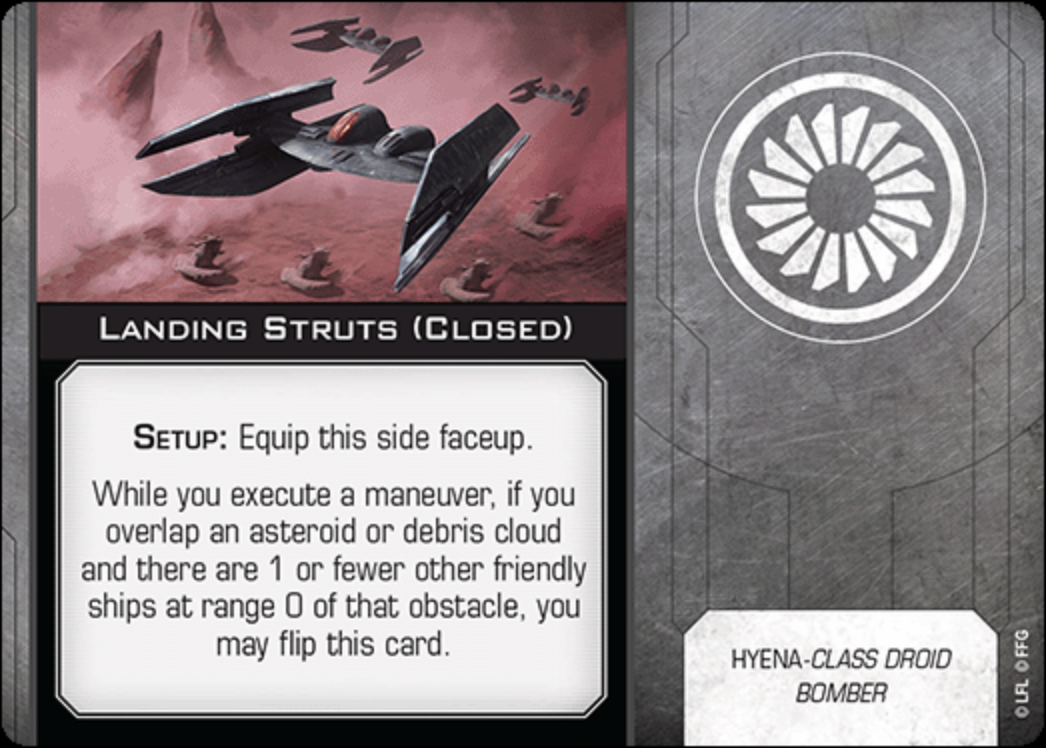 LANDING STRUTS (CLOSED)
SETUP: Equip this side faceup.
While you execute a maneuver, if you
overlap an asteroid or debris cloud
and there are 1 or fewer other friendly
ships at range 0 of that obstacle, you
may flip this card.
HYENA-CLASS DROID
BOMBER
©LFL ©FFG